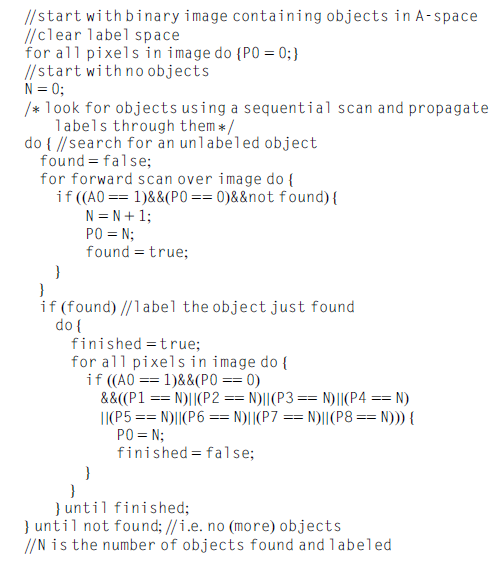 //start with binary image containing objects in A-space
//clear label space
for all pixels in image do {P0 = 0;}
//start with no objects
N = 0;
/* look for objects using a sequential scan and propagate
labels through them */
do { //search for an unlabeled object
found = false;
for forward scan over image do {
if ((A0 == 1)&&(P0 == 0)&&not found) {
N = N + 1;
P0 = N;
found = true;
}
}
if (found) //label the object just found
do {
finished = true;
for all pixels in image do {
if ((A0 == 1)&&(P0 == 0)
&&((P1 == N)||(P2 == N)||(P3 == N)||(P4 == N)
||(P5 == N)||(P6 == N)||(P7 == N)||(P8 == N))) {
P0 = N;
finished = false;
}
}
} until finished;
} until not found; //i.e. no (more) objects
//N is the number of objects found and labeled